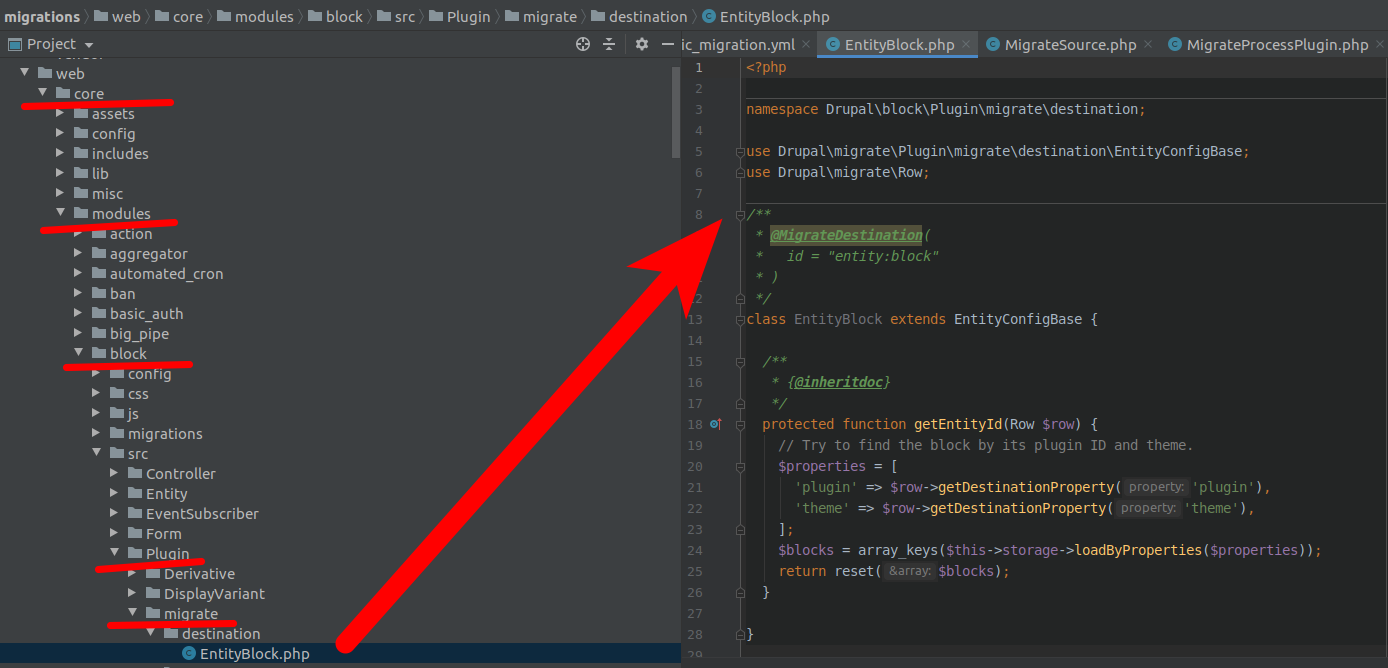 migrations web core modules block src Plugin migrate destination EntityBlock.php
Project
ic_migration.yml EntityBlock.php MigrateSource.php MigrateProcessPlugin.php
web
core
assets
config
includes
lib
misc
modules
action
aggregator
automated_cron
ban
basic_auth
big_pipe
block
config
css
js
migrations
src
Controller
Entity
EventSubscriber
Form
Plugin
Derivative
DisplayVariant
migrate
destination
EntityBlock.php
1 <?php
2
3 namespace Drupal\block\Plugin\migrate\destination;
4
5 use Drupal\migrate\Plugin\migrate\destination\EntityConfigBase;
6 use Drupal\migrate\Row;
7
8 /**
* @MigrateDestination(
* id = "entity:block"
* )
12 */
13 class EntityBlock extends EntityConfigBase {
14
15 /**
16 * {@inheritdoc}
17 */
18 protected function getEntityId(Row $row) {
19 // Try to find the block by its plugin ID and theme.
20 $properties = [
21 'plugin' => $row->getDestinationProperty( property: 'plugin'),
22 'theme' => $row->getDestinationProperty( property: 'theme'),
23 ];
24 $blocks = array_keys($this->storage->loadByProperties($properties));
25 return reset( &array: $blocks);
26 }
27
28 }
29